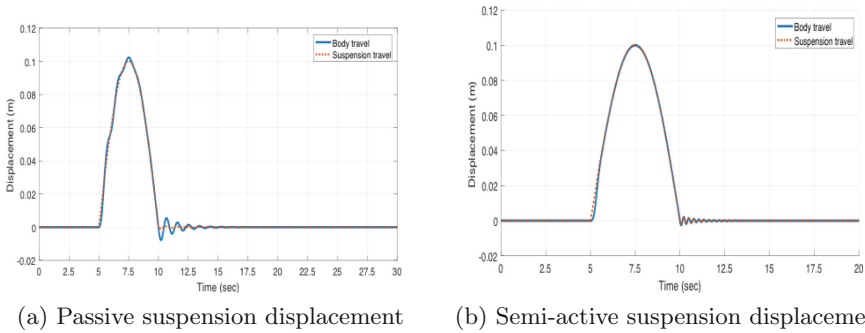 0.12
0.1
0.08
0.06
0.04
0.02
0
-0.02
Displacement (m)
Body travel
Suspension travel
0 2.5 5 7.5 10 12.5 15 17.5 20 22.5 25 27.5 30
Time (sec)
(a) Passive suspension displacement
0.12
0.1
0.08
0.06
0.04
0.02
0
-0.02
Displacement (m)
Body travel
Suspension travel
0 2.5 5 7.5 10 12.5 15 17.5 20
Time (sec)
(b) Semi-active suspension displaceme